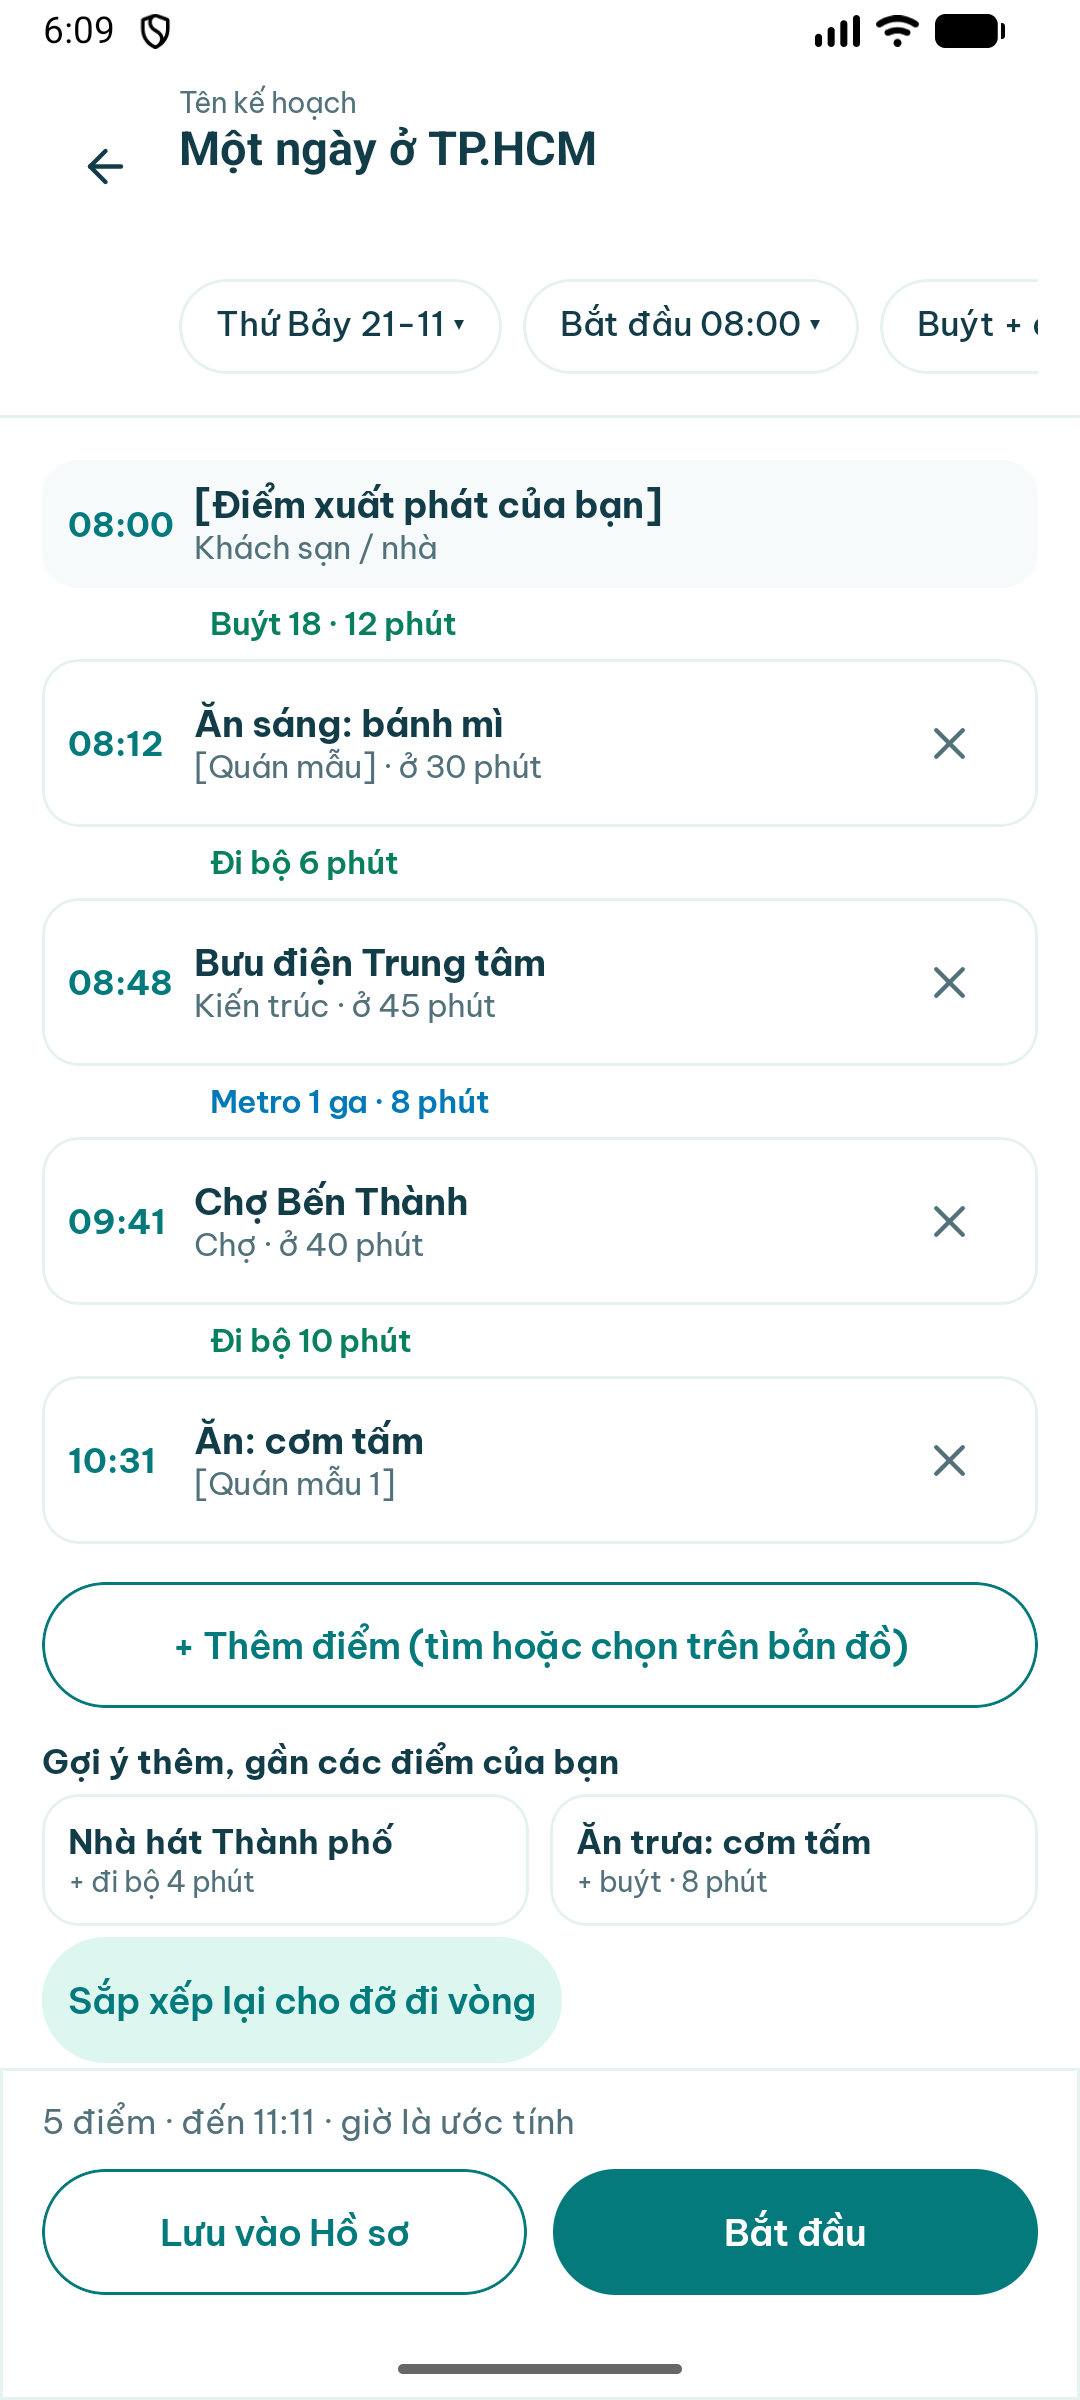 6:09
Tên kế hoạch
Một ngày ở TP.HCM
Thứ Bảy 21-11 ▾
Bắt đầu 08:00 ▾
Buýt +
08:00
[Điểm xuất phát của bạn]
Khách sạn / nhà
Buýt 18 · 12 phút
08:12
Ăn sáng: bánh mì
[Quán mẫu] · ở 30 phút
Đi bộ 6 phút
08:48
Bưu điện Trung tâm
Kiến trúc · ở 45 phút
Metro 1 ga · 8 phút
09:41
Chợ Bến Thành
Chợ · ở 40 phút
Đi bộ 10 phút
10:31
Ăn: cơm tấm
[Quán mẫu 1]
+ Thêm điểm (tìm hoặc chọn trên bản đồ)
Gợi ý thêm, gần các điểm của bạn
Nhà hát Thành phố
+ đi bộ 4 phút
Ăn trưa: cơm tấm
+ buýt · 8 phút
Sắp xếp lại cho đỡ đi vòng
5 điểm · đến 11:11 · giờ là ước tính
Lưu vào Hồ sơ
Bắt đầu